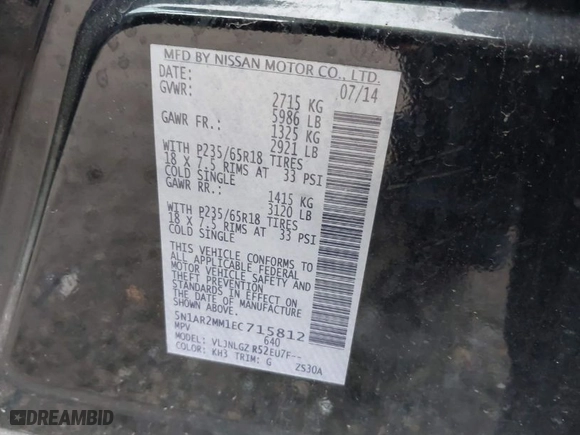 MFD BY NISSAN MOTOR CO., LTD.
DATE: 07/14
GVWR: 2715 KG
5986 LB
GAWR FR.: 1325 KG
2921 LB
WITH P235/65R18 TIRES
18 X 7.5 RIMS AT 33 PSI
COLD SINGLE
GAWR RR.: 1415 KG
3120 LB
WITH P235/65R18 TIRES
18 X 7.5 RIMS AT 33 PSI
COLD SINGLE
THIS VEHICLE CONFORMS TO
ALL APPLICABLE FEDERAL
MOTOR VEHICLE SAFETY AND
THEFT PREVENTION
STANDARDS IN EFFECT ON
THE DATE OF MANUFACTURE
SHOWN ABOVE.
5N1AR2MM1EC715812
MPV 640
MODEL: VLJNLGZ R52EU7F--
COLOR: KH3 TRIM: G ZS30A
DREAMBID